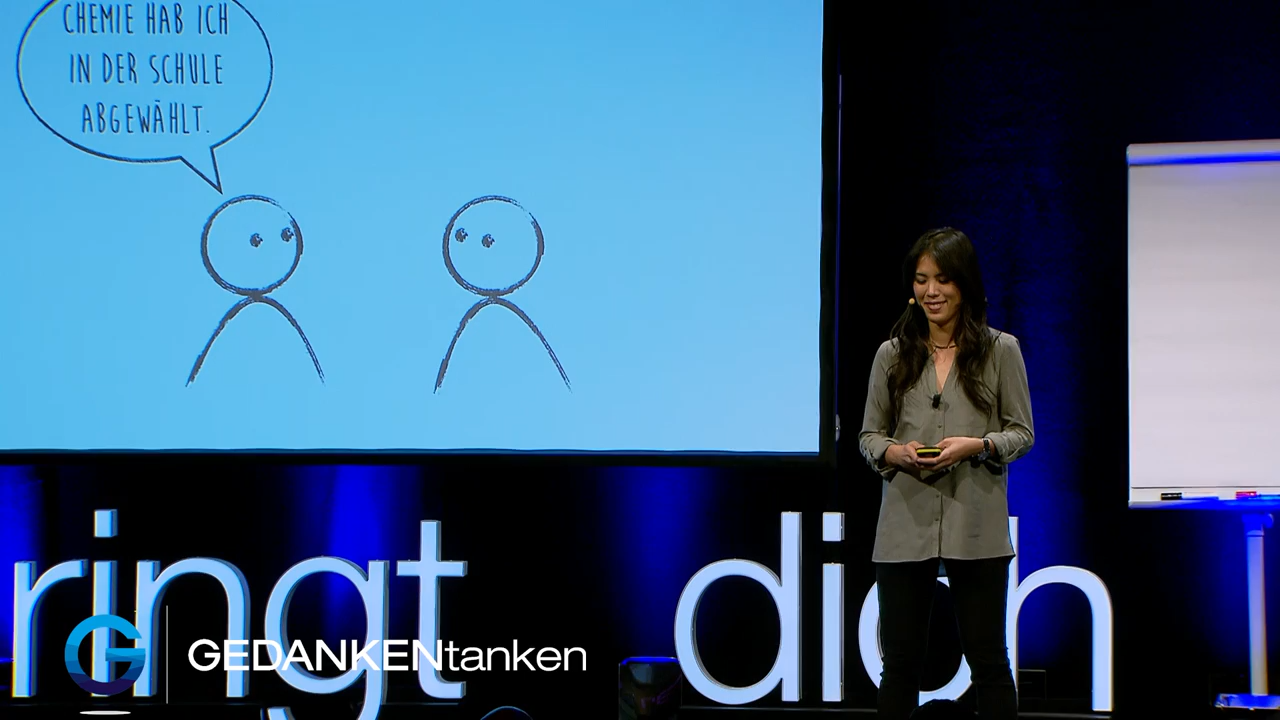 CHEMIE HAB ICH
IN DER SCHULE
ABGEWÄHLT.
ringt dich
GEDANKENtanken